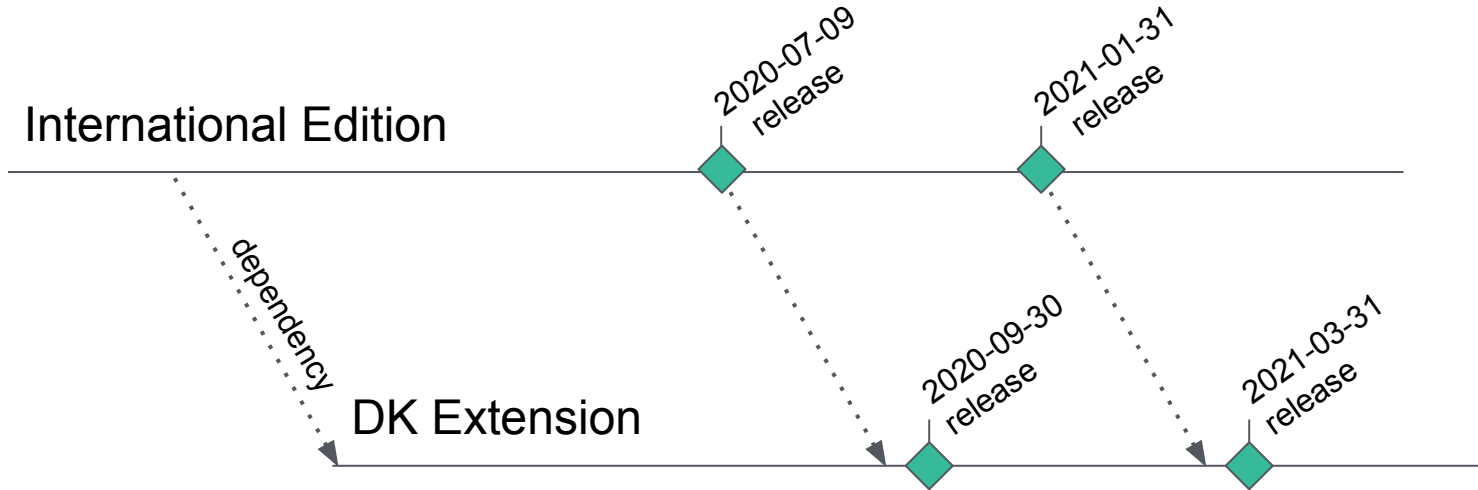 International Edition
2020-07-09
release
2021-01-31
release
dependency
DK Extension
2020-09-30
release
2021-03-31
release